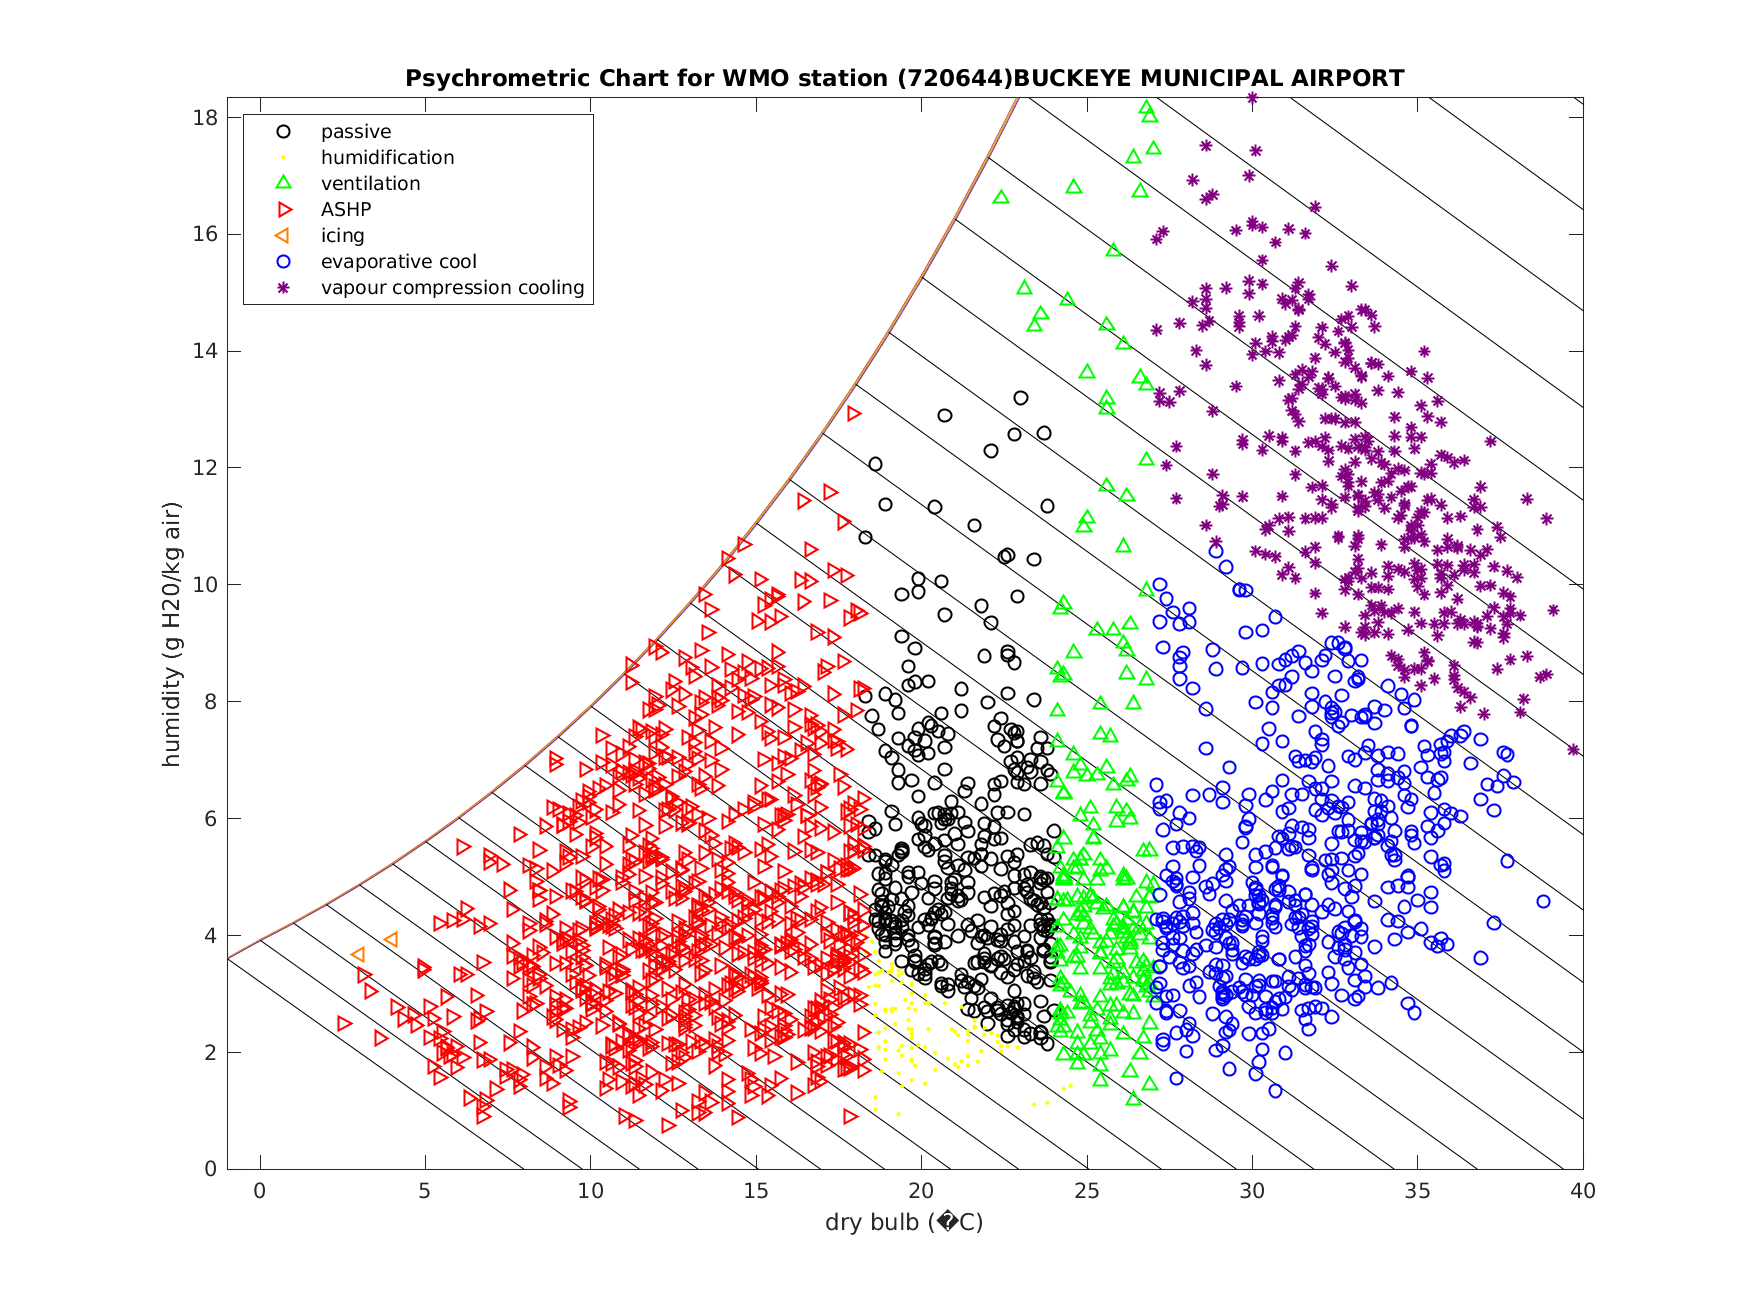 Psychrometric Chart for WMO station (720644)BUCKEYE MUNICIPAL AIRPORT
passive
humidification
ventilation
ASHP
icing
evaporative cool
vapour compression cooling
humidity (g H20/kg air)
18
16
14
12
10
8
6
4
2
0
0 5 10 15 20 25 30 35 40
dry bulb (�C)